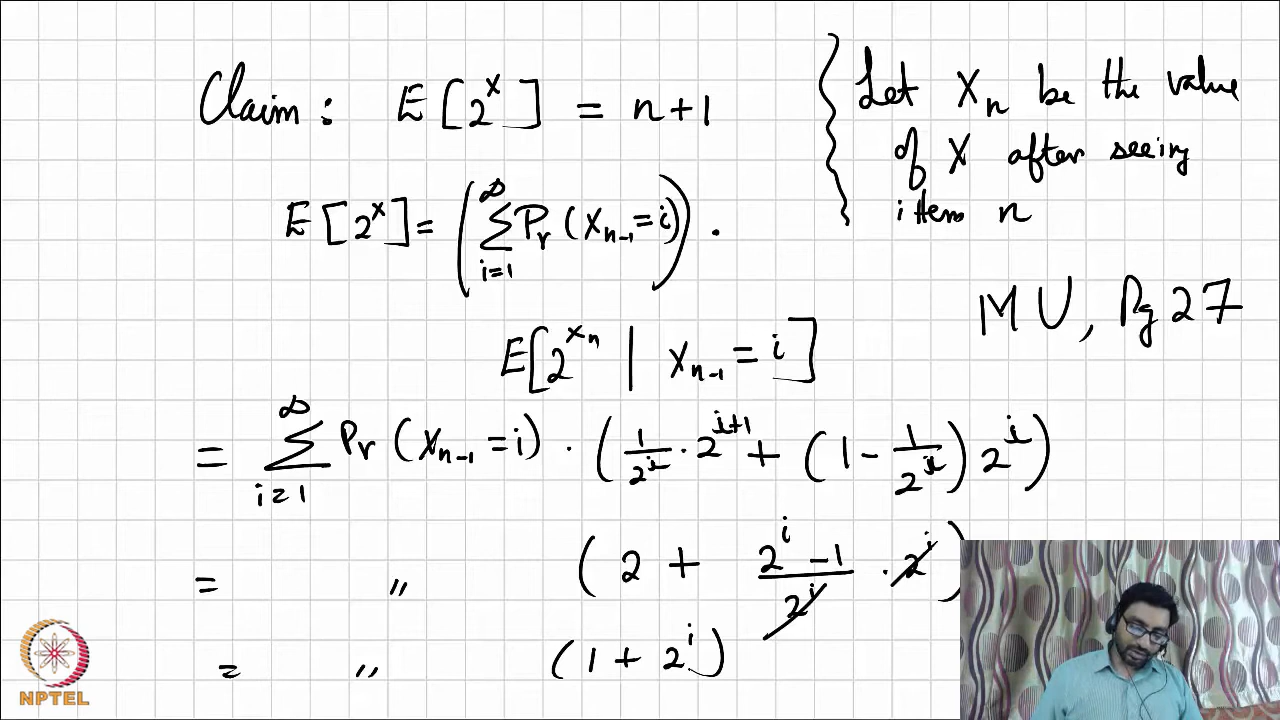 Claim : E[2^X] = n+1
{ Let X_n be the value
of X after seeing
item n
E[2^X] = (∑_{i=1}^{∞} Pr(X_{n-1} = i)) ·
MU, Pg 27
E[2^{X_n} | X_{n-1} = i]
= ∑_{i=1}^{∞} Pr(X_{n-1} = i) · (1/2^i · 2^{i+1} + (1 - 1/2^i) 2^i)
= " (2 + (2^i - 1)/2^i · 2^i)
= " (1 + 2^i)
NPTEL